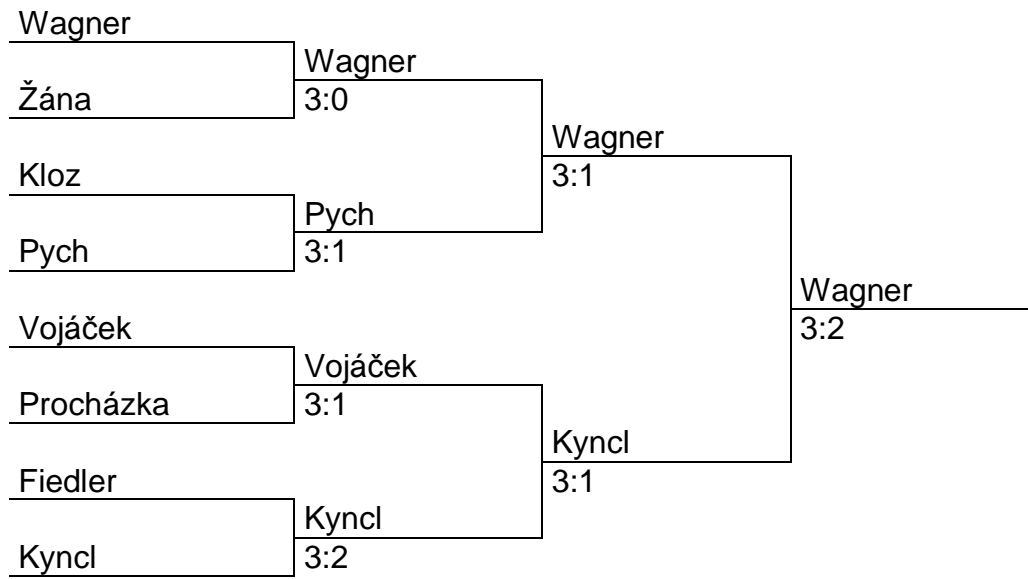 Wagner
Wagner
Žána
3:0
Wagner
Kloz
3:1
Pych
Pych
3:1
Wagner
Vojáček
3:2
Vojáček
Procházka
3:1
Kyncl
Fiedler
3:1
Kyncl
Kyncl
3:2